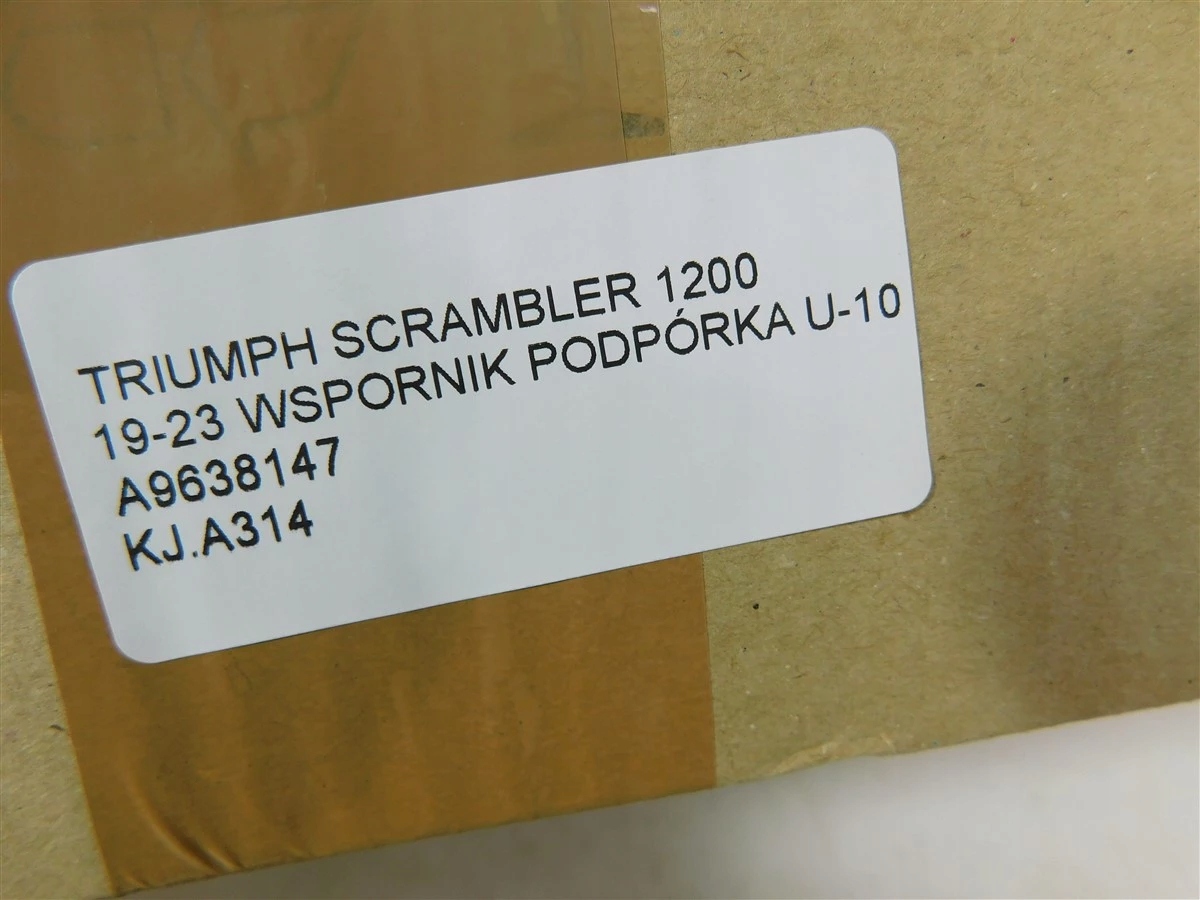 TRIUMPH SCRAMBLER 1200
19-23 WSPORNIK PODPÓRKA U-10
A9638147
KJ.A314